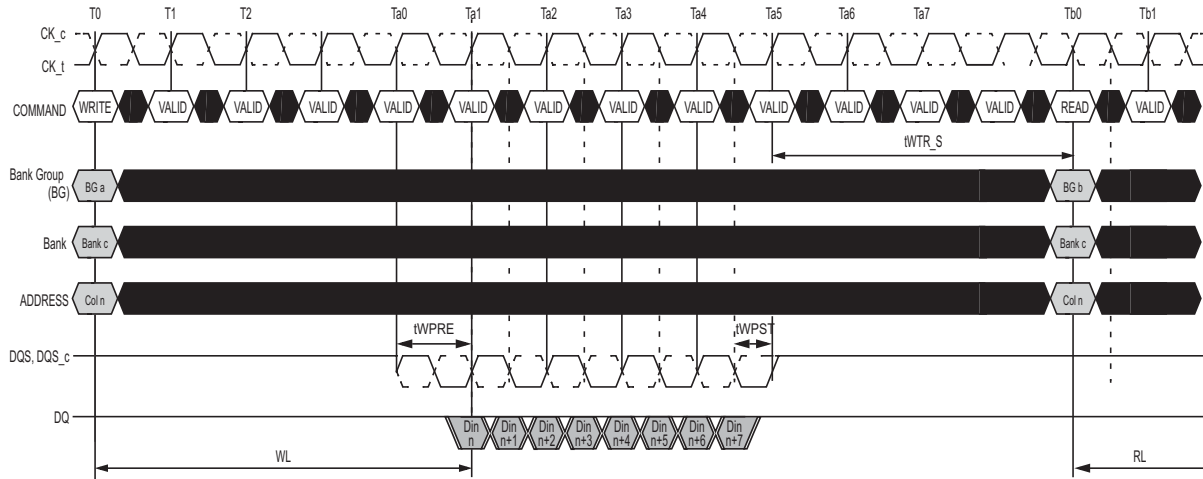 T0 T1 T2 Ta0 Ta1 Ta2 Ta3 Ta4 Ta5 Ta6 Ta7 Tb0 Tb1
CK_c
CK_t
COMMAND WRITE VALID VALID VALID VALID VALID VALID VALID VALID VALID VALID VALID VALID READ VALID
tWTR_S
Bank Group
(BG) BG a BG b
Bank Bank c Bank c
ADDRESS Col n Col n
tWPRE tWPST
DQS, DQS_c
DQ Din n Din n+1 Din n+2 Din n+3 Din n+4 Din n+5 Din n+6 Din n+7
WL RL